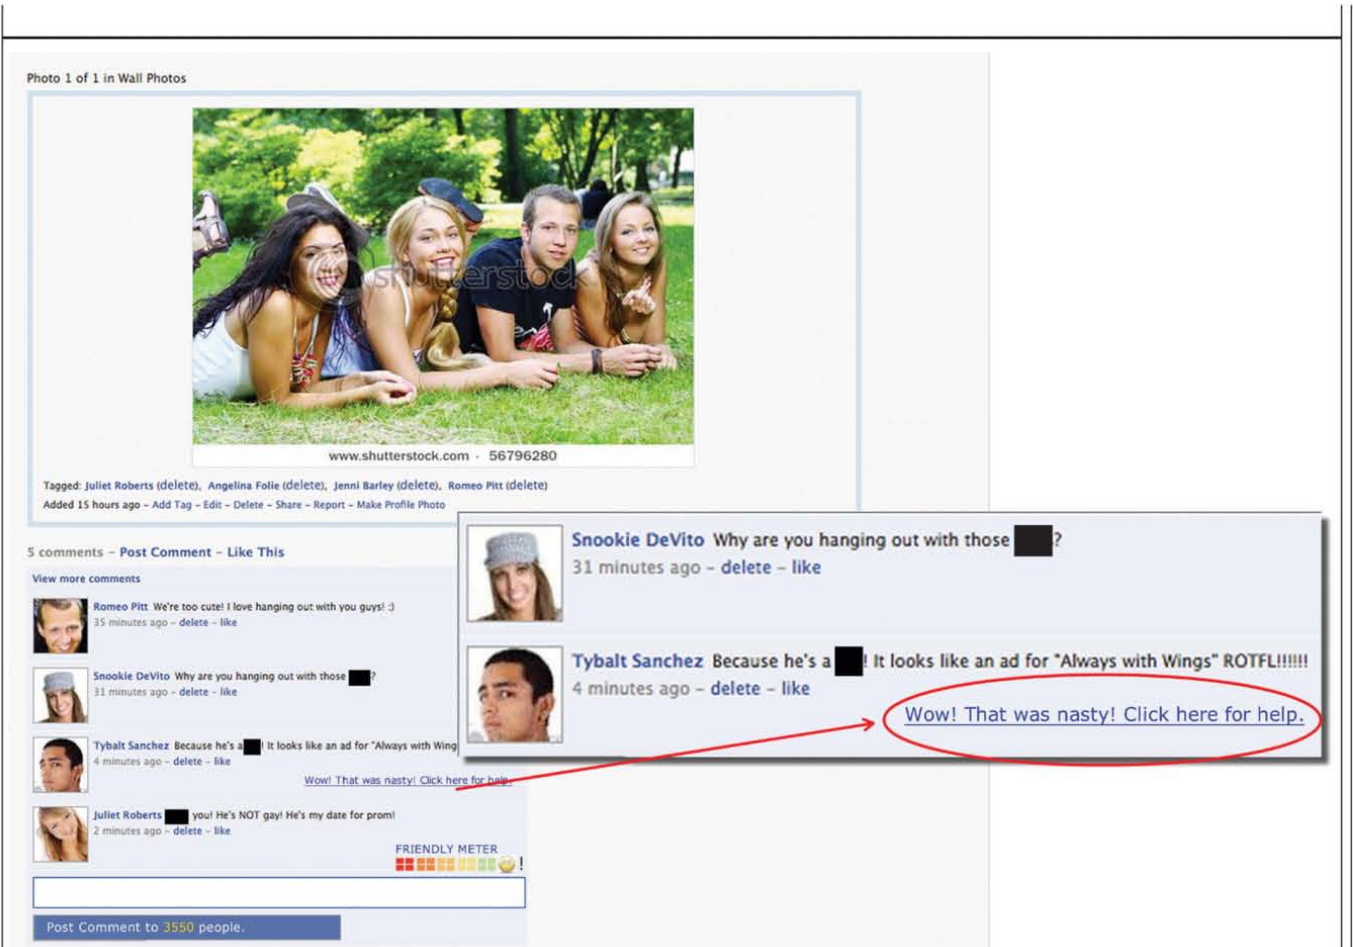 Photo 1 of 1 in Wall Photos
shutterstock
www.shutterstock.com · 56796280
Tagged: Juliet Roberts (delete), Angelina Folie (delete), Jenni Barley (delete), Romeo Pitt (delete)
Added 15 hours ago – Add Tag – Edit – Delete – Share – Report – Make Profile Photo
5 comments – Post Comment – Like This
View more comments
Romeo Pitt We're too cute! I love hanging out with you guys! :)
35 minutes ago – delete – like
Snookie DeVito Why are you hanging out with those ?
31 minutes ago – delete – like
Tybalt Sanchez Because he's a ! It looks like an ad for "Always with Wing
4 minutes ago – delete – like
Wow! That was nasty! Click here for help.
Juliet Roberts you! He's NOT gay! He's my date for prom!
2 minutes ago – delete – like
FRIENDLY METER
!
Post Comment to 3550 people.
Snookie DeVito Why are you hanging out with those ?
31 minutes ago – delete – like
Tybalt Sanchez Because he's a ! It looks like an ad for "Always with Wings" ROTFL!!!!!!
4 minutes ago – delete – like
Wow! That was nasty! Click here for help.